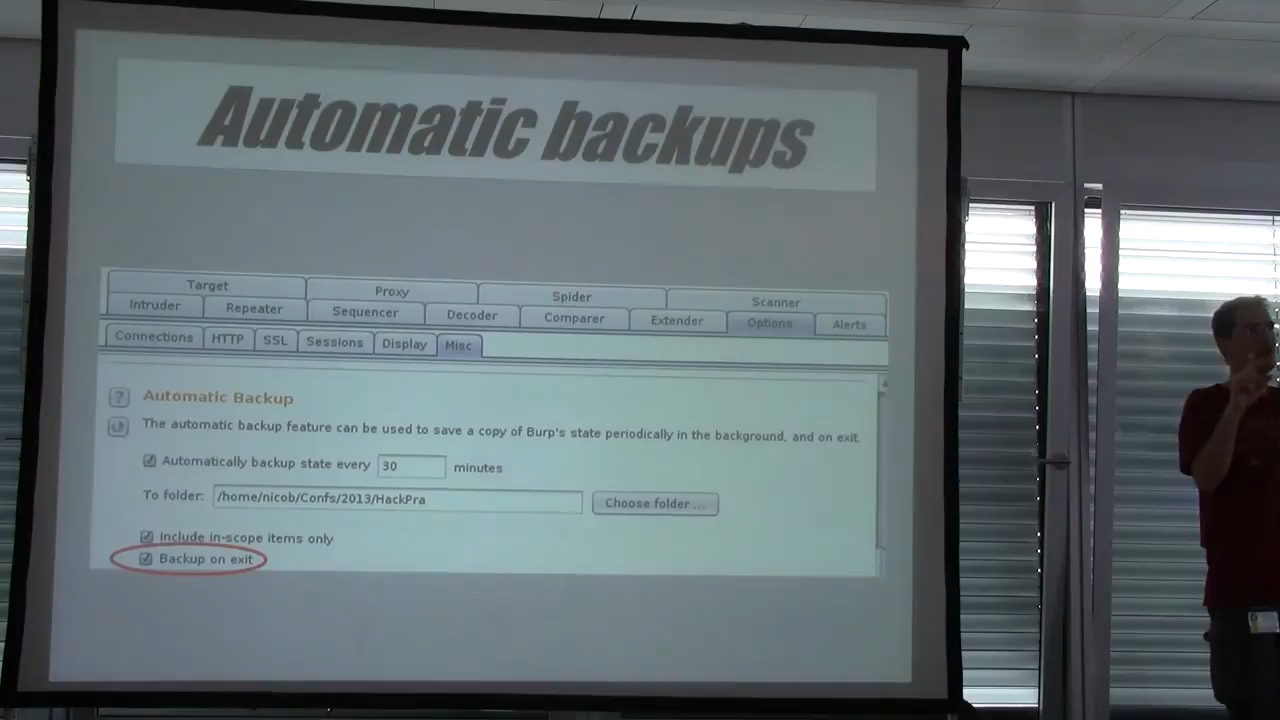 Automatic backups
Target Proxy Spider Scanner
Intruder Repeater Sequencer Decoder Comparer Extender Options Alerts
Connections HTTP SSL Sessions Display Misc
? Automatic Backup
The automatic backup feature can be used to save a copy of Burp's state periodically in the background, and on exit.
Automatically backup state every 30 minutes
To folder: /home/nicob/Confs/2013/HackPra Choose folder ...
Include in-scope items only
Backup on exit